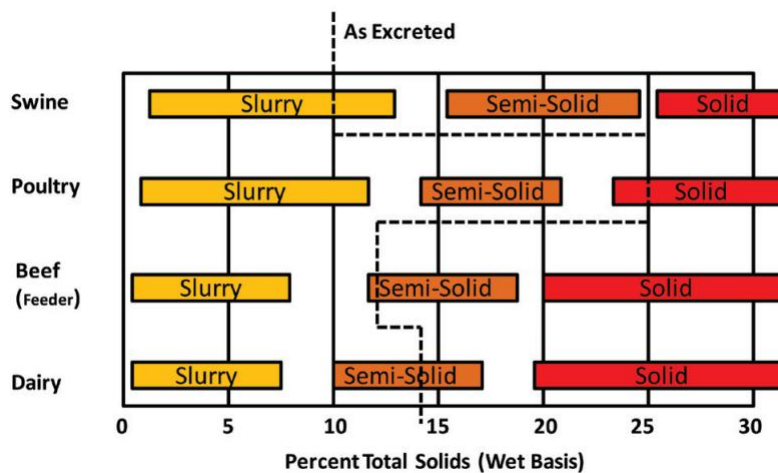 As Excreted
Swine Slurry Semi-Solid Solid
Poultry Slurry Semi-Solid Solid
Beef
(Feeder) Slurry Semi-Solid Solid
Dairy Slurry Semi-Solid Solid
0 5 10 15 20 25 30
Percent Total Solids (Wet Basis)